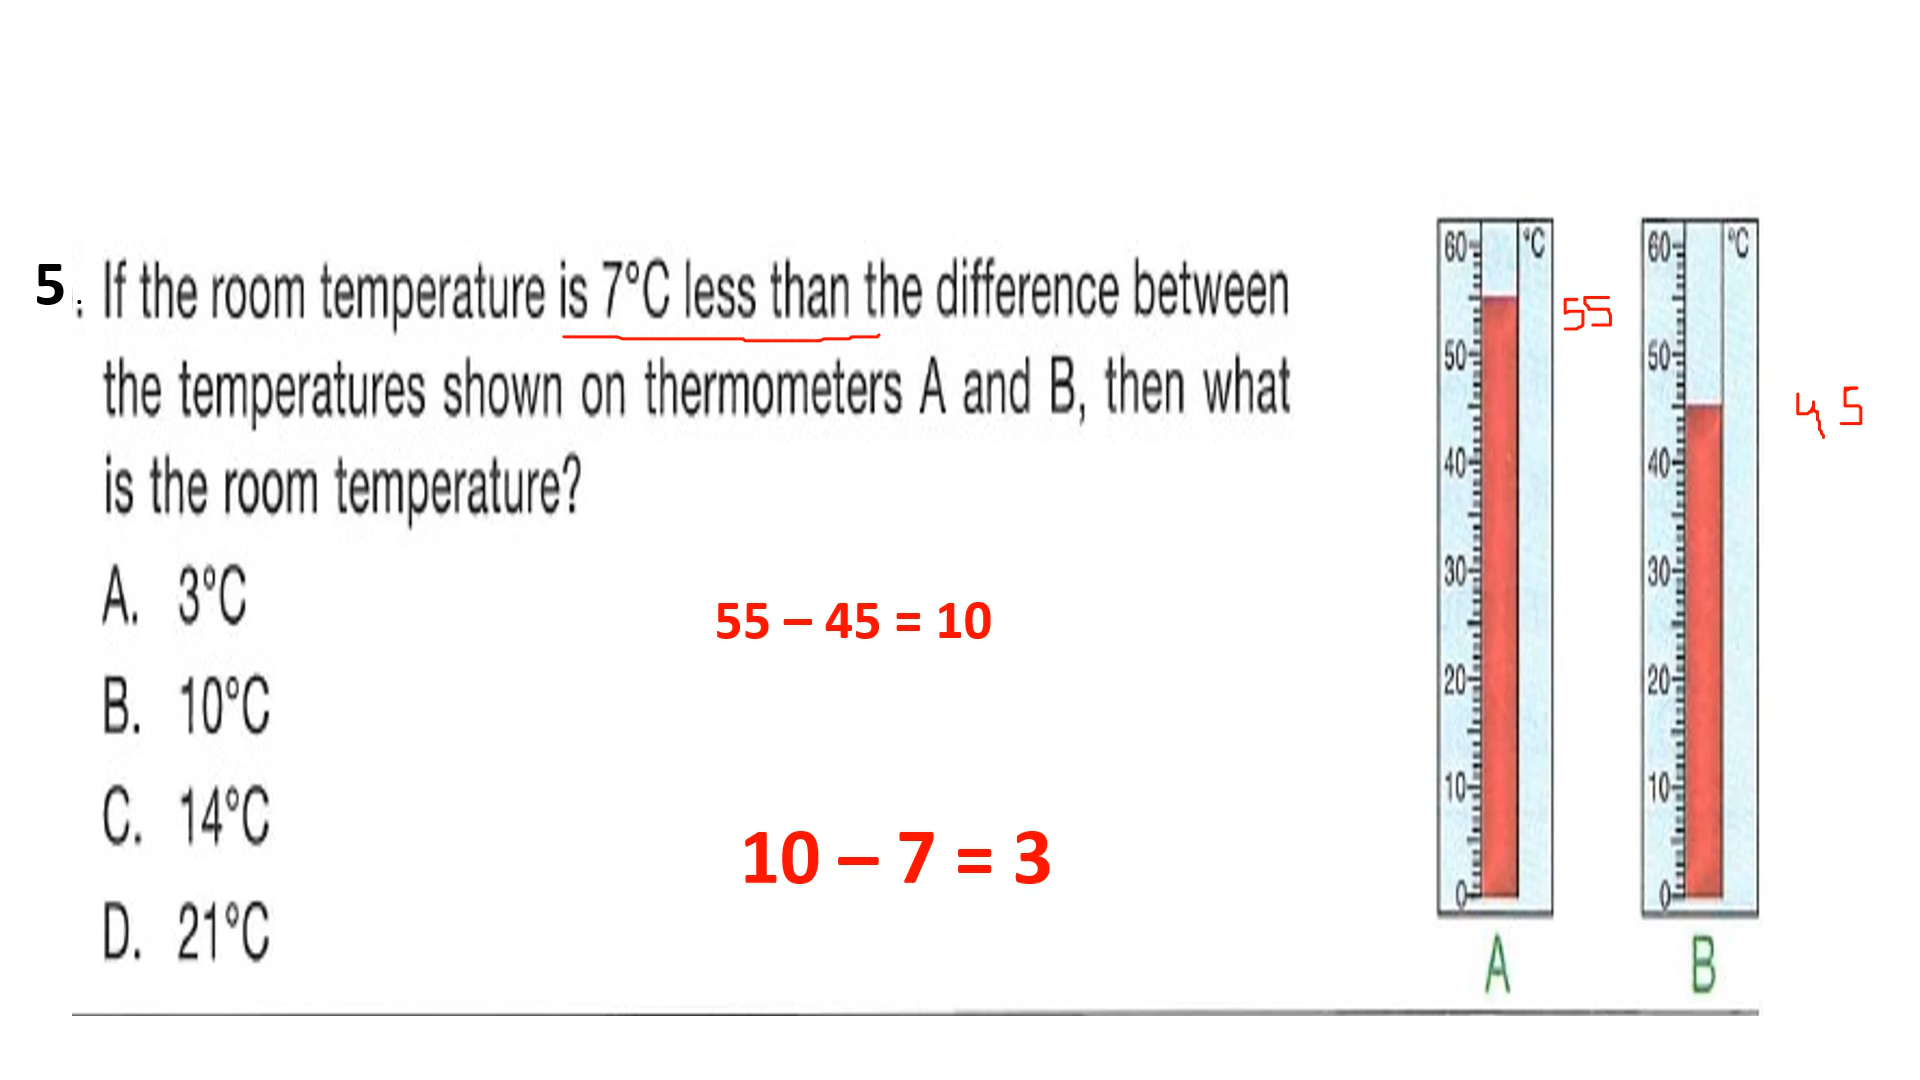 5. If the room temperature is 7°C less than the difference between
the temperatures shown on thermometers A and B, then what
is the room temperature?
A. 3°C
B. 10°C
C. 14°C
D. 21°C
55 – 45 = 10
10 – 7 = 3
°C
60
50
40
30
20
10
0
A
55
°C
60
50
40
30
20
10
0
B
45